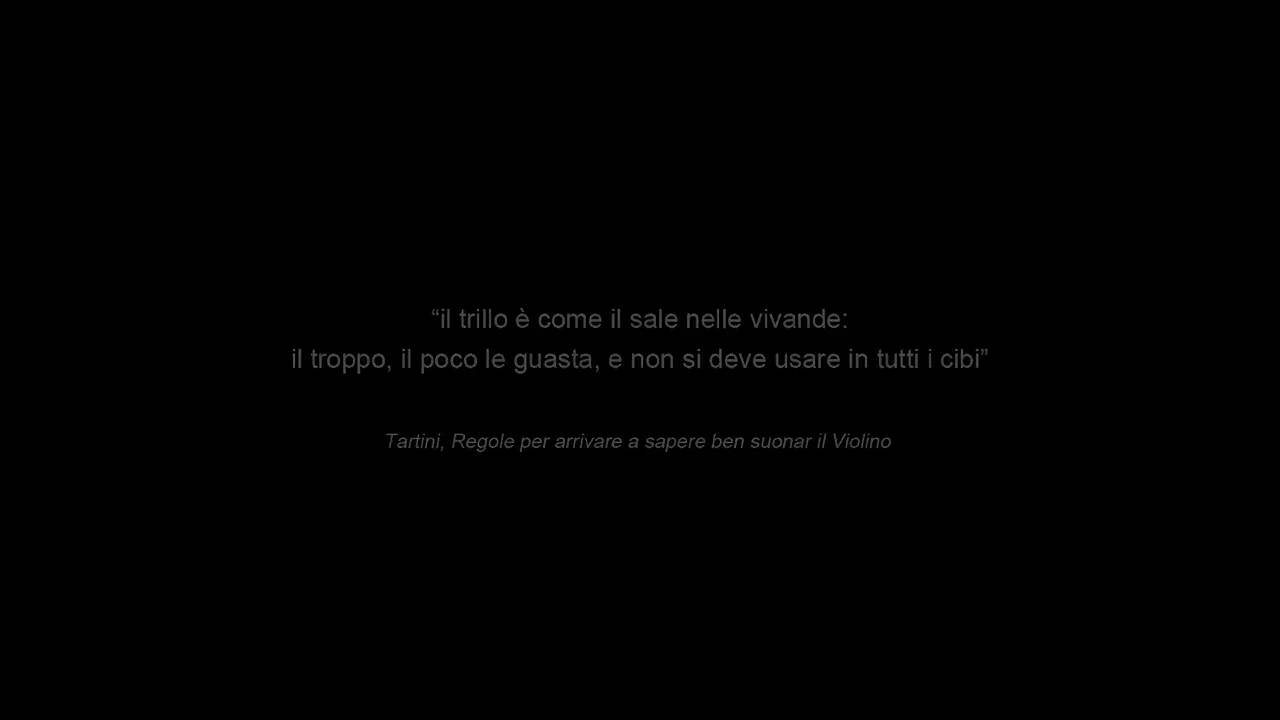 “il trillo è come il sale nelle vivande:
il troppo, il poco le guasta, e non si deve usare in tutti i cibi”
Tartini, Regole per arrivare a sapere ben suonar il Violino